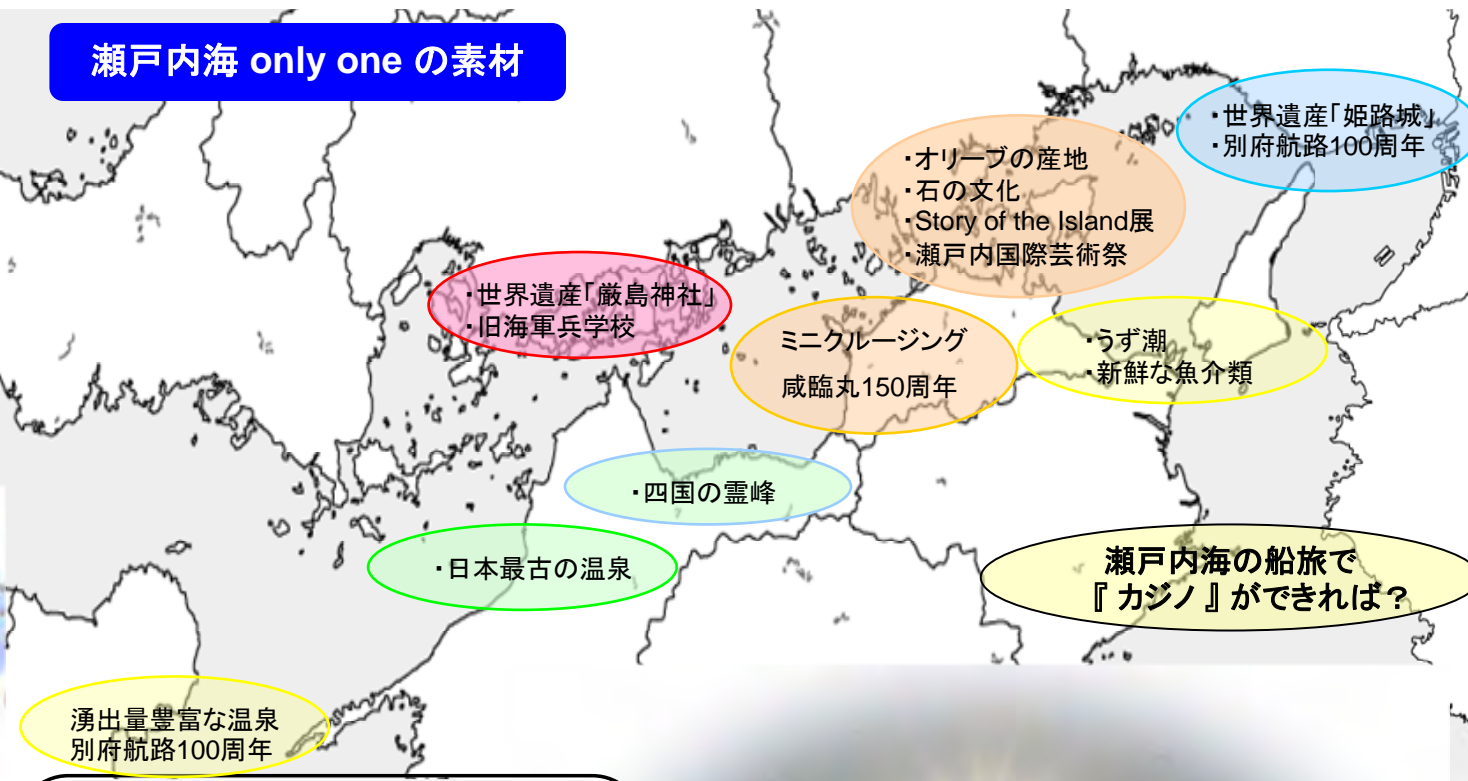 瀬戸内海 only one の素材
・世界遺産「姫路城」
・別府航路100周年
・オリーブの産地
・石の文化
・Story of the Island展
・瀬戸内国際芸術祭
・世界遺産「厳島神社」
・旧海軍兵学校
ミニクルージング
咸臨丸150周年
・うず潮
・新鮮な魚介類
・四国の霊峰
・日本最古の温泉
瀬戸内海の船旅で
『 カジノ 』 ができれば？
湧出量豊富な温泉
別府航路100周年